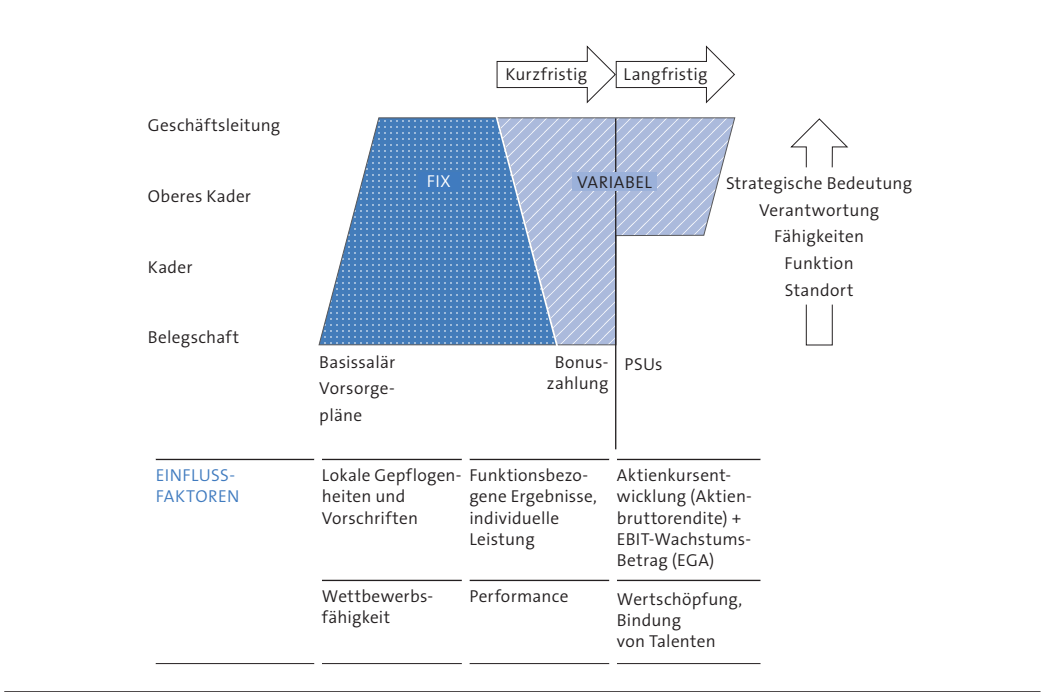 Kurzfristig
Langfristig
Geschäftsleitung
Oberes Kader
Kader
Belegschaft
FIX
VARIABEL
Strategische Bedeutung
Verantwortung
Fähigkeiten
Funktion
Standort
Basissalär
Vorsorge-
pläne
Bonus-
zahlung
PSUs
EINFLUSS-
FAKTOREN
Lokale Gepflogen-
heiten und
Vorschriften
Funktionsbezo-
gene Ergebnisse,
individuelle
Leistung
Aktienkursent-
wicklung (Aktien-
bruttorendite) +
EBIT-Wachstums-
Betrag (EGA)
Wettbewerbs-
fähigkeit
Performance
Wertschöpfung,
Bindung
von Talenten